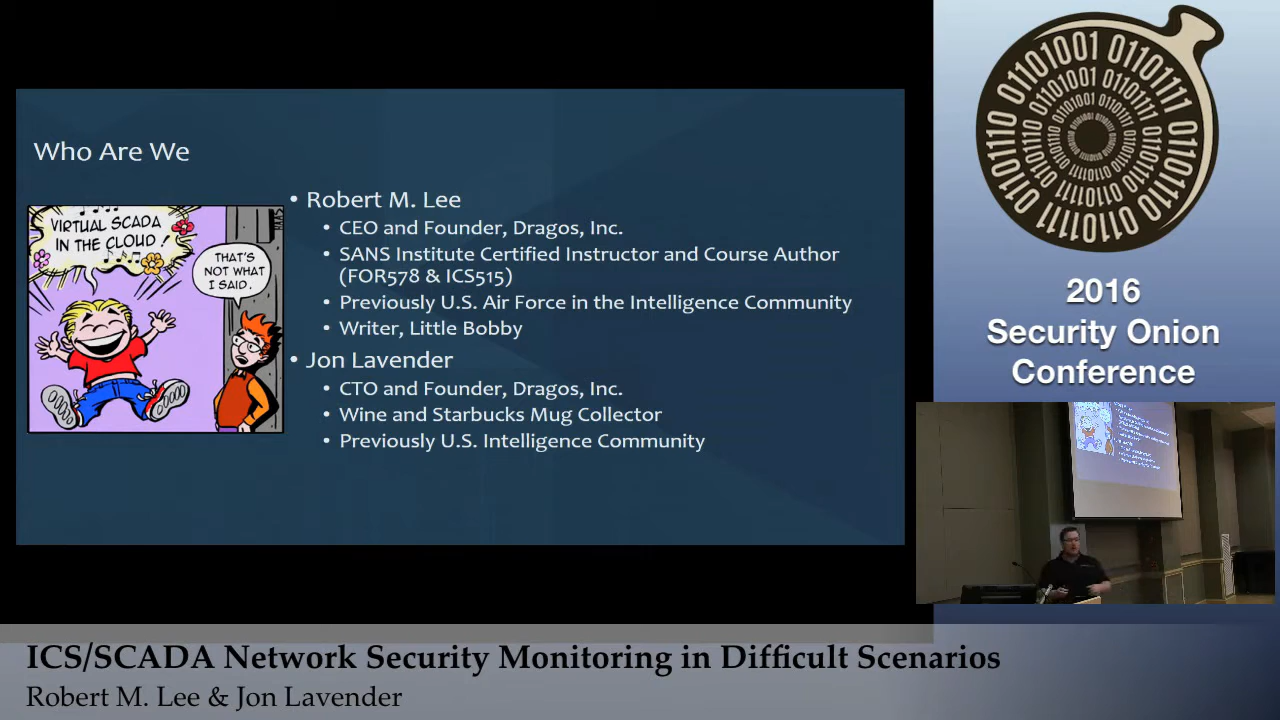 Who Are We
VIRTUAL SCADA
IN THE CLOUD!
THAT'S
NOT WHAT
I SAID.
• Robert M. Lee
• CEO and Founder, Dragos, Inc.
• SANS Institute Certified Instructor and Course Author
(FOR578 & ICS515)
• Previously U.S. Air Force in the Intelligence Community
• Writer, Little Bobby
• Jon Lavender
• CTO and Founder, Dragos, Inc.
• Wine and Starbucks Mug Collector
• Previously U.S. Intelligence Community
2016
Security Onion
Conference
ICS/SCADA Network Security Monitoring in Difficult Scenarios
Robert M. Lee & Jon Lavender